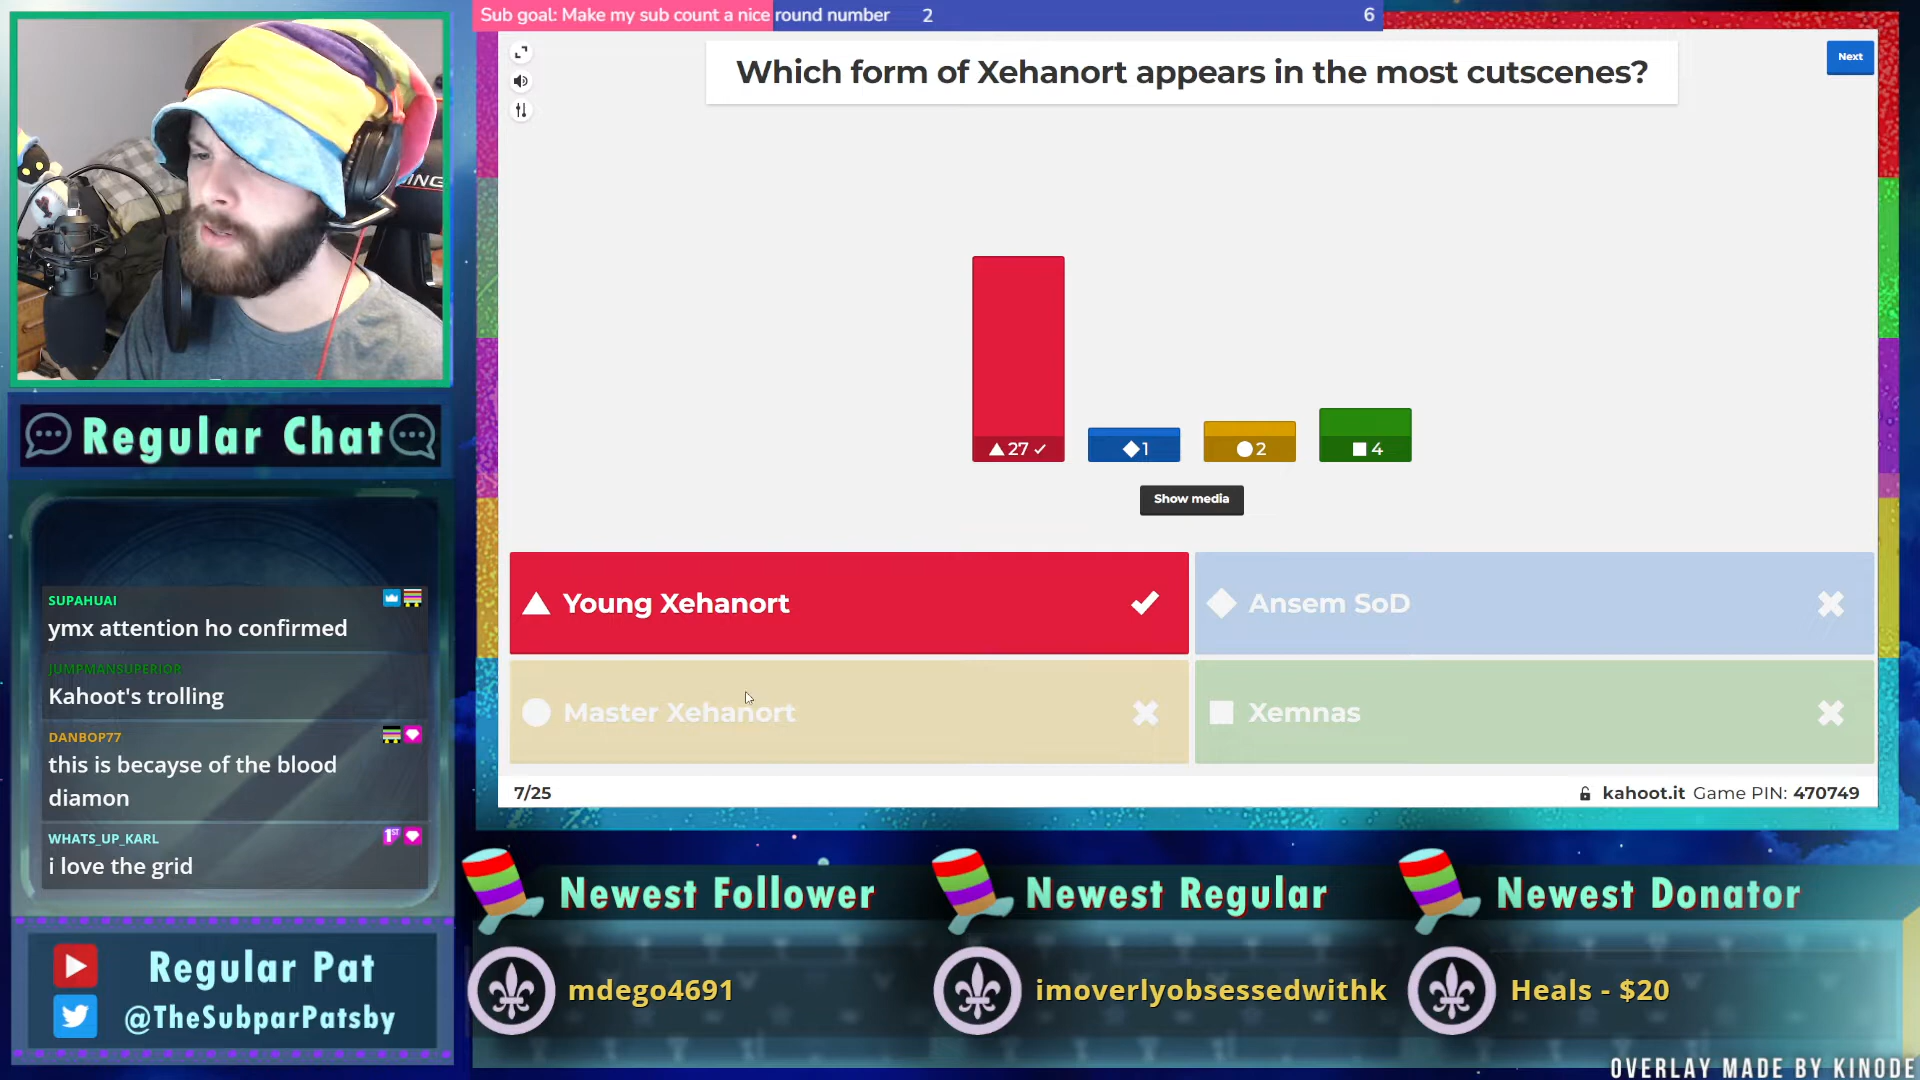 Sub goal: Make my sub count a nice round number 2 6
Which form of Xehanort appears in the most cutscenes?
Next
27 1 2 4
Show media
Young Xehanort
Ansem SoD
Master Xehanort
Xemnas
7/25
kahoot.it Game PIN: 470749
Regular Chat
SUPAHUAI
ymx attention ho confirmed
JUMPMANSUPERIOR
Kahoot's trolling
DANBOP77
this is becayse of the blood
diamon
WHATS_UP_KARL
1ST
i love the grid
Regular Pat
@TheSubparPatsby
Newest Follower
mdego4691
Newest Regular
imoverlyobsessedwithk
Newest Donator
Heals - $20
OVERLAY MADE BY KINODE